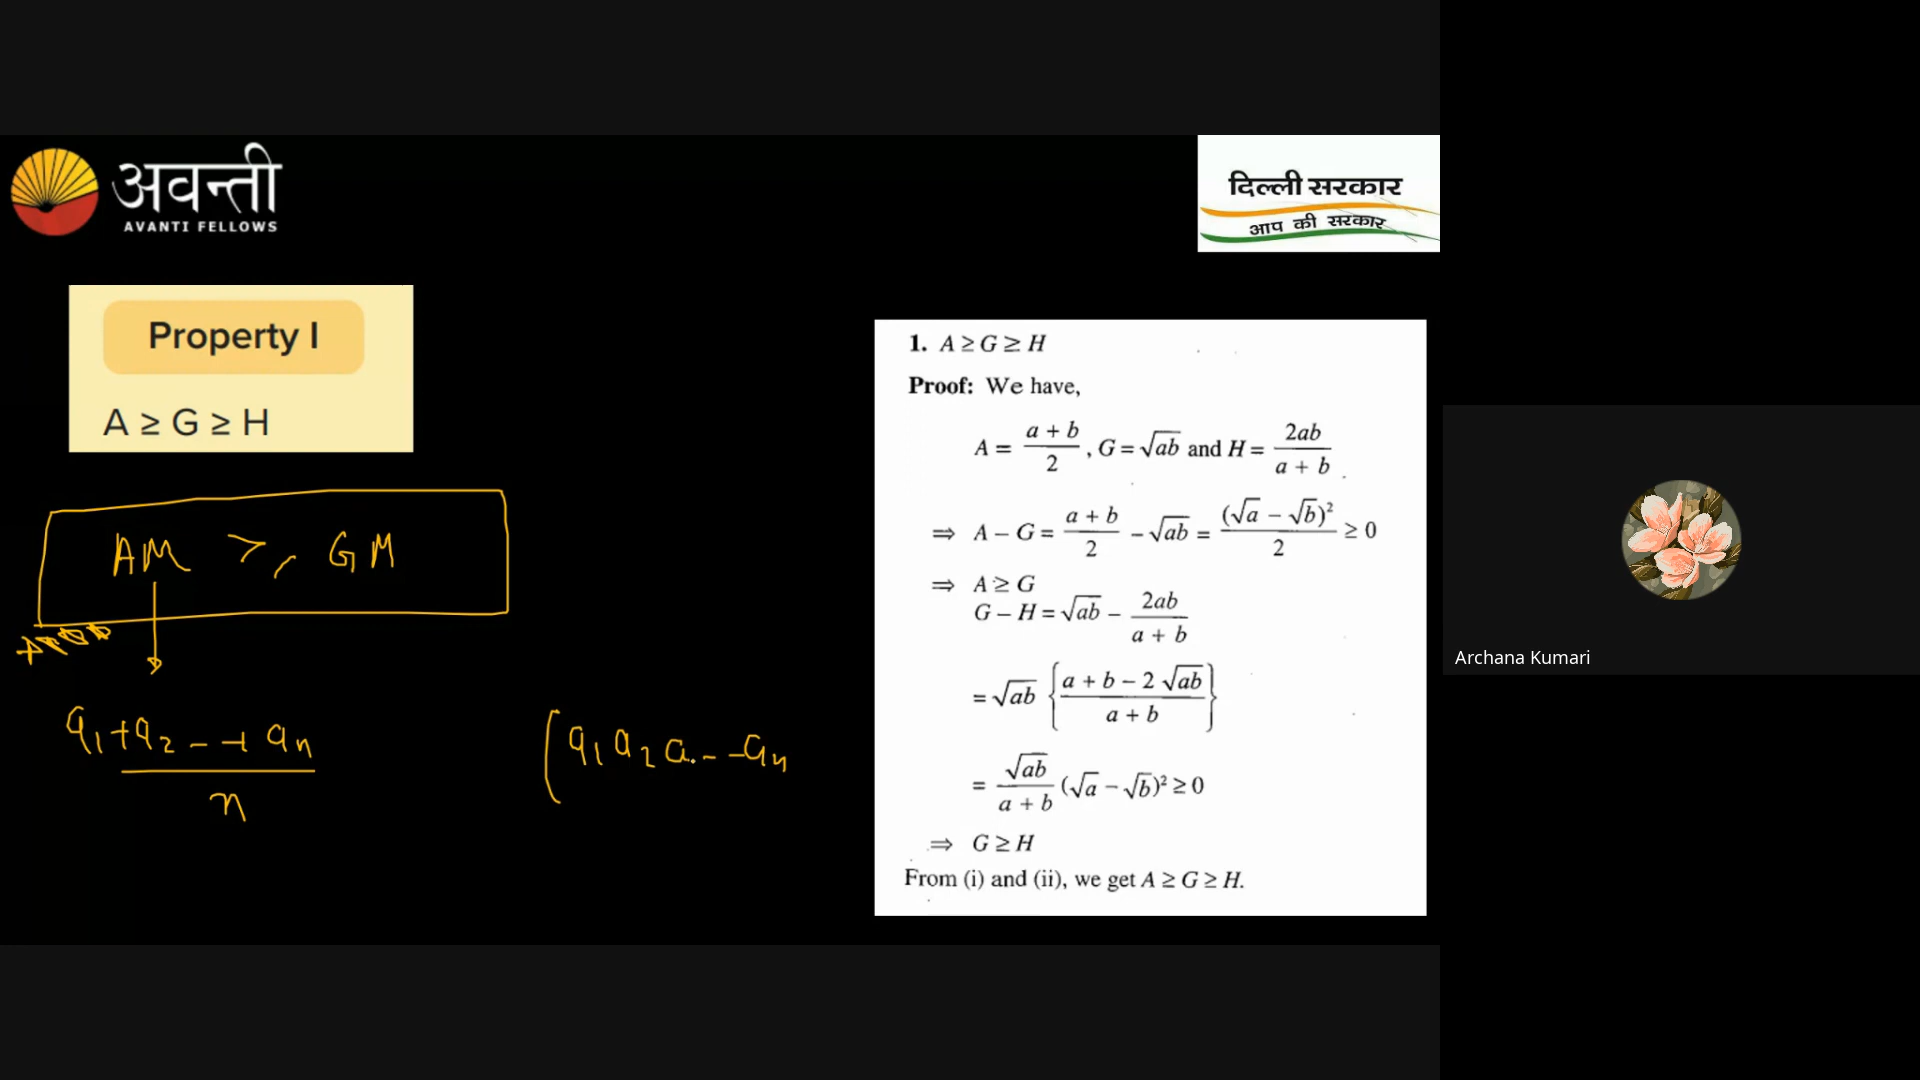 अवन्ती
AVANTI FELLOWS
दिल्ली सरकार
आप की सरकार
Property I
A ≥ G ≥ H
AM ≥ GM
a₁+a₂--+ an
n
(a₁ a₂ a.--an
1. A ≥ G ≥ H
Proof: We have,
A = (a + b)/2, G = √ab and H = 2ab/(a + b)
⇒ A – G = (a + b)/2 – √ab = (√a – √b)²/2 ≥ 0
⇒ A ≥ G
G – H = √ab – 2ab/(a + b)
= √ab {(a + b – 2√ab)/(a + b)}
= √ab/(a + b) (√a – √b)² ≥ 0
⇒ G ≥ H
From (i) and (ii), we get A ≥ G ≥ H.
Archana Kumari